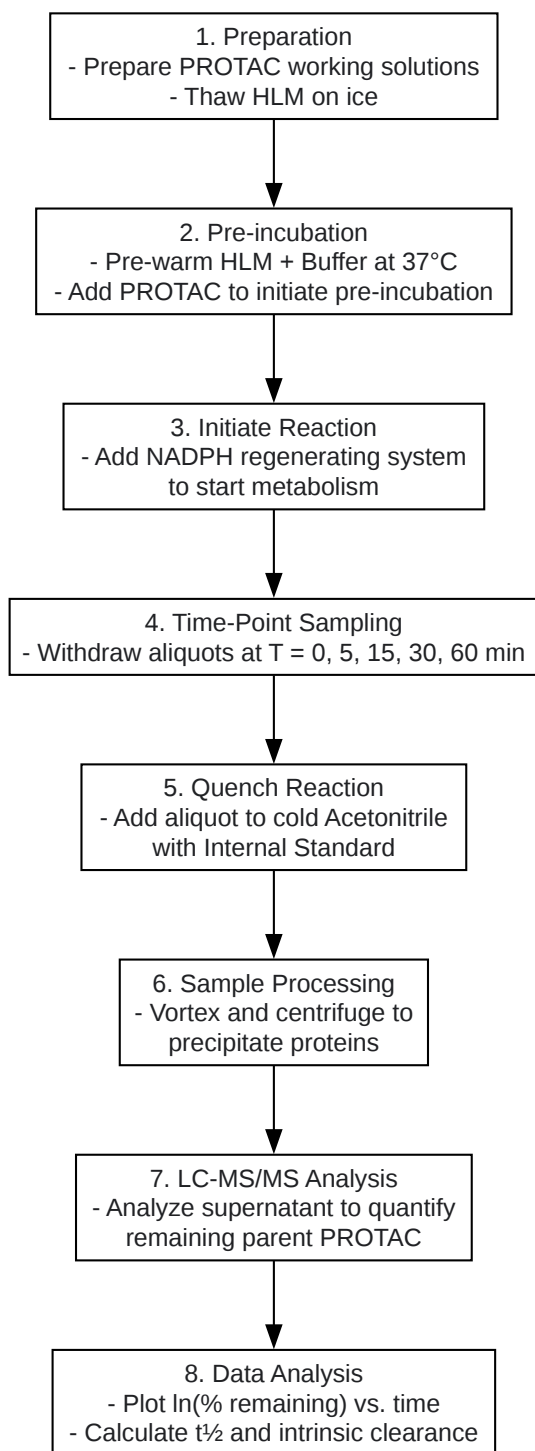 1. Preparation
- Prepare PROTAC working solutions
- Thaw HLM on ice
2. Pre-incubation
- Pre-warm HLM + Buffer at 37°C
- Add PROTAC to initiate pre-incubation
3. Initiate Reaction
- Add NADPH regenerating system
to start metabolism
4. Time-Point Sampling
- Withdraw aliquots at T = 0, 5, 15, 30, 60 min
5. Quench Reaction
- Add aliquot to cold Acetonitrile
with Internal Standard
6. Sample Processing
- Vortex and centrifuge to
precipitate proteins
7. LC-MS/MS Analysis
- Analyze supernatant to quantify
remaining parent PROTAC
8. Data Analysis
- Plot ln(% remaining) vs. time
- Calculate t½ and intrinsic clearance